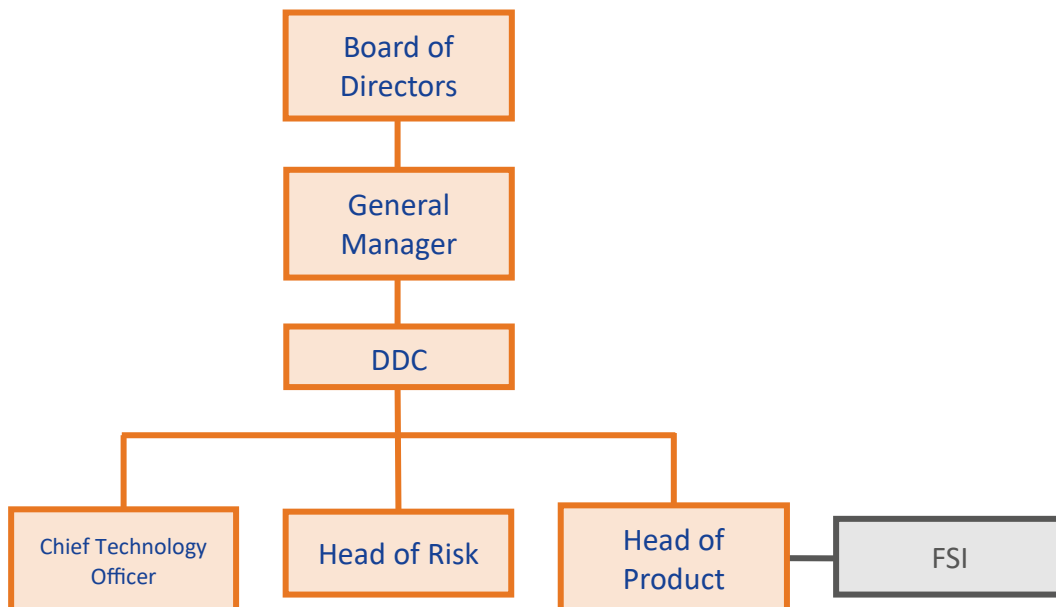 Board of
Directors
General
Manager
DDC
Chief Technology
Officer
Head of Risk
Head of
Product
FSI